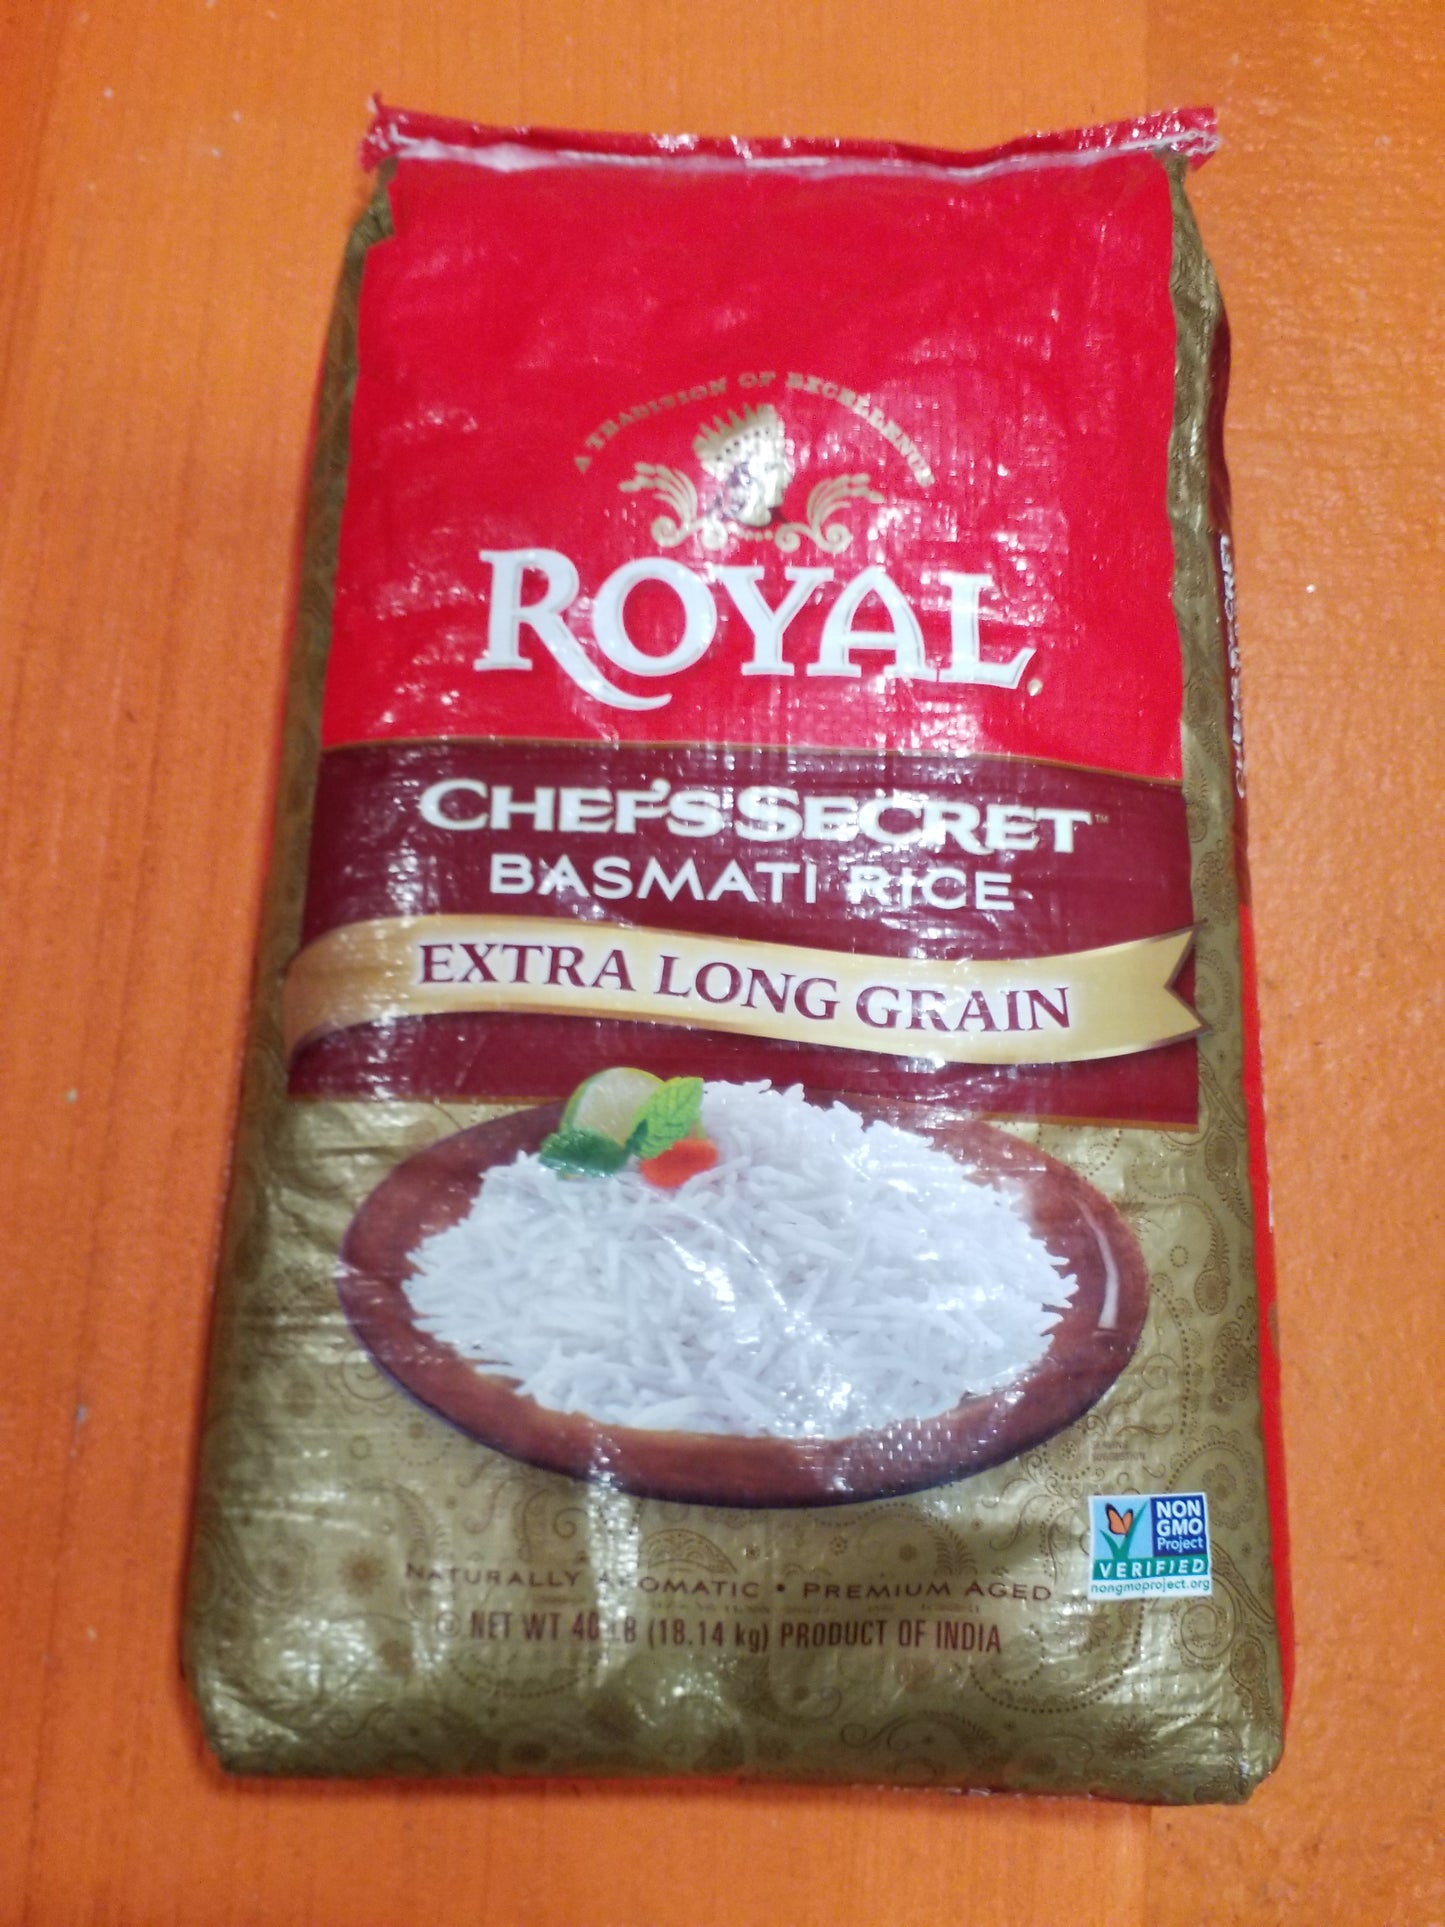 A TRADITION OF EXCELLENCE
ROYAL
CHEF'S SECRET™
BASMATI RICE
EXTRA LONG GRAIN
NON
GMO
Project
VERIFIED
nongmoproject.org
NATURALLY AROMATIC • PREMIUM AGED
NET WT 40 LB (18.14 kg) PRODUCT OF INDIA